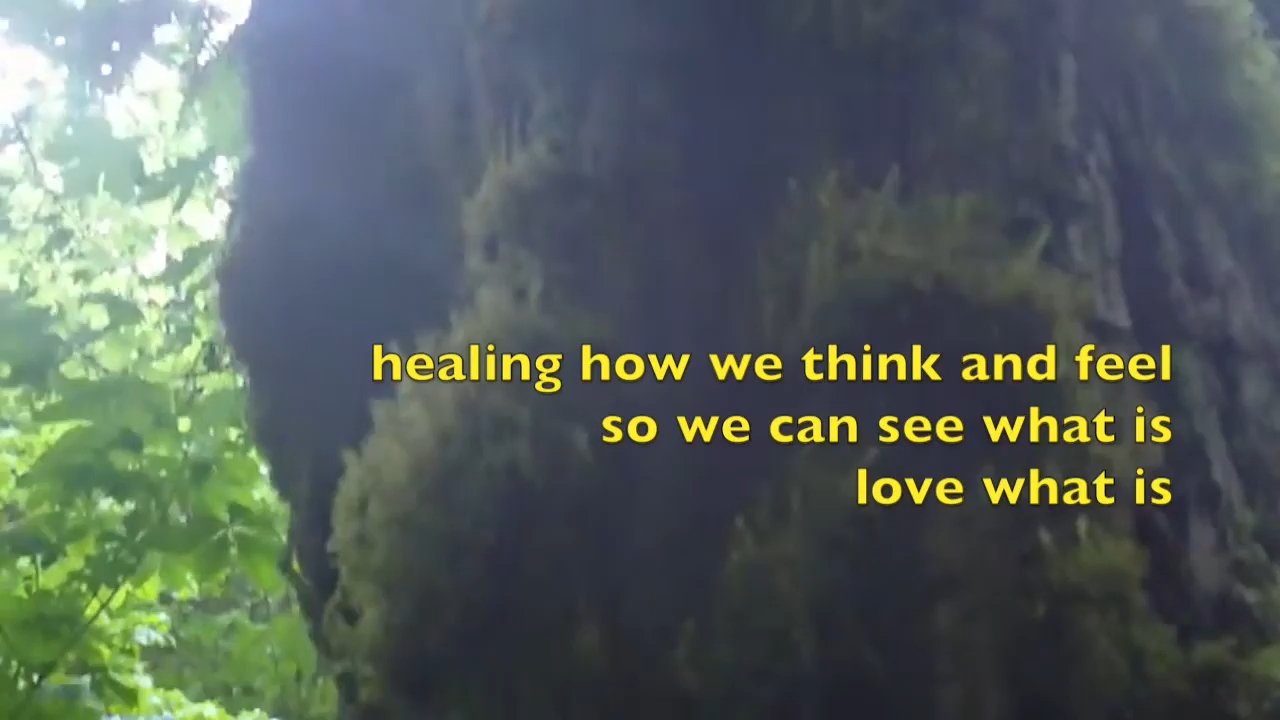 healing how we think and feel
so we can see what is
love what is